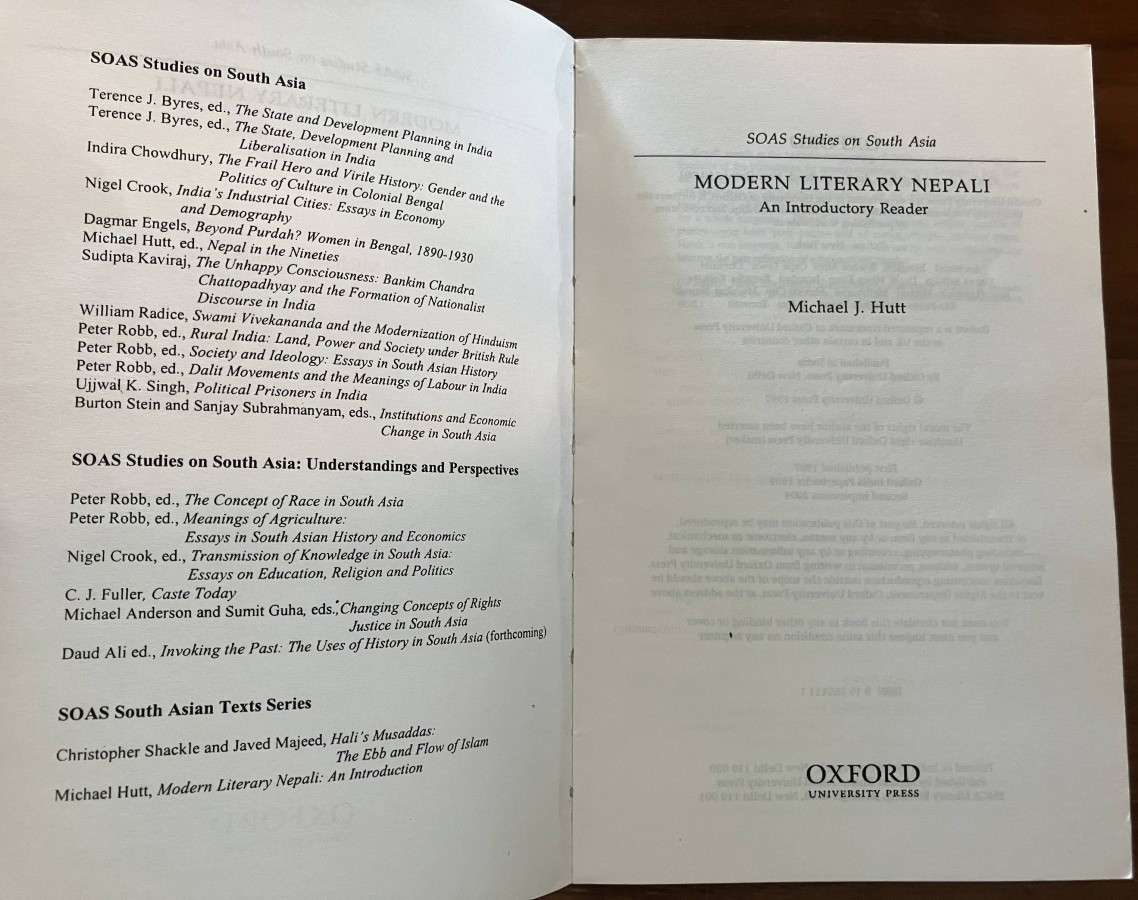 SOAS Studies on South Asia
Terence J. Byres, ed., The State and Development Planning in India
Terence J. Byres, ed., The State, Development Planning and
Liberalisation in India
Indira Chowdhury, The Frail Hero and Virile History: Gender and the
Politics of Culture in Colonial Bengal
Nigel Crook, India's Industrial Cities: Essays in Economy
and Demography
Dagmar Engels, Beyond Purdah? Women in Bengal, 1890-1930
Michael Hutt, ed., Nepal in the Nineties
Sudipta Kaviraj, The Unhappy Consciousness: Bankim Chandra
Chattopadhyay and the Formation of Nationalist
Discourse in India
William Radice, Swami Vivekananda and the Modernization of Hinduism
Peter Robb, ed., Rural India: Land, Power and Society under British Rule
Peter Robb, ed., Society and Ideology: Essays in South Asian History
Peter Robb, ed., Dalit Movements and the Meanings of Labour in India
Ujjwal K. Singh, Political Prisoners in India
Burton Stein and Sanjay Subrahmanyam, eds., Institutions and Economic
Change in South Asia
SOAS Studies on South Asia: Understandings and Perspectives
Peter Robb, ed., The Concept of Race in South Asia
Peter Robb, ed., Meanings of Agriculture:
Essays in South Asian History and Economics
Nigel Crook, ed., Transmission of Knowledge in South Asia:
Essays on Education, Religion and Politics
C. J. Fuller, Caste Today
Michael Anderson and Sumit Guha, eds., Changing Concepts of Rights
Justice in South Asia
Daud Ali ed., Invoking the Past: The Uses of History in South Asia (forthcoming)
SOAS South Asian Texts Series
Christopher Shackle and Javed Majeed, Hali's Musaddas:
The Ebb and Flow of Islam
Michael Hutt, Modern Literary Nepali: An Introduction
SOAS Studies on South Asia
MODERN LITERARY NEPALI
An Introductory Reader
Michael J. Hutt
OXFORD
UNIVERSITY PRESS